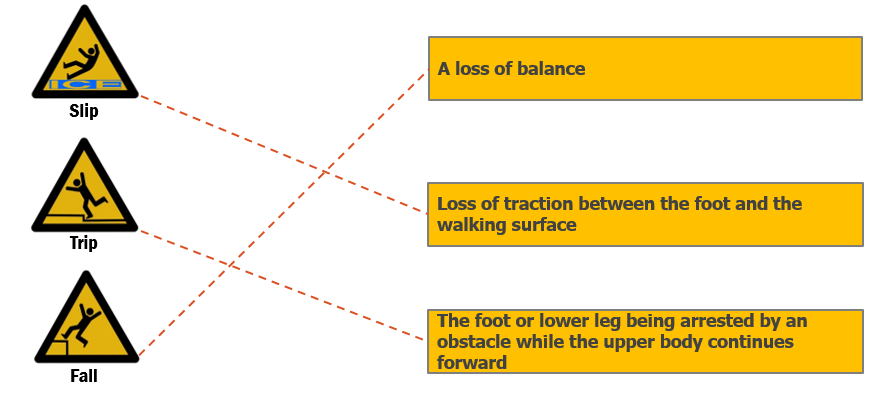 ICE
Slip
A loss of balance
Trip
Loss of traction between the foot and the
walking surface
Fall
The foot or lower leg being arrested by an
obstacle while the upper body continues
forward